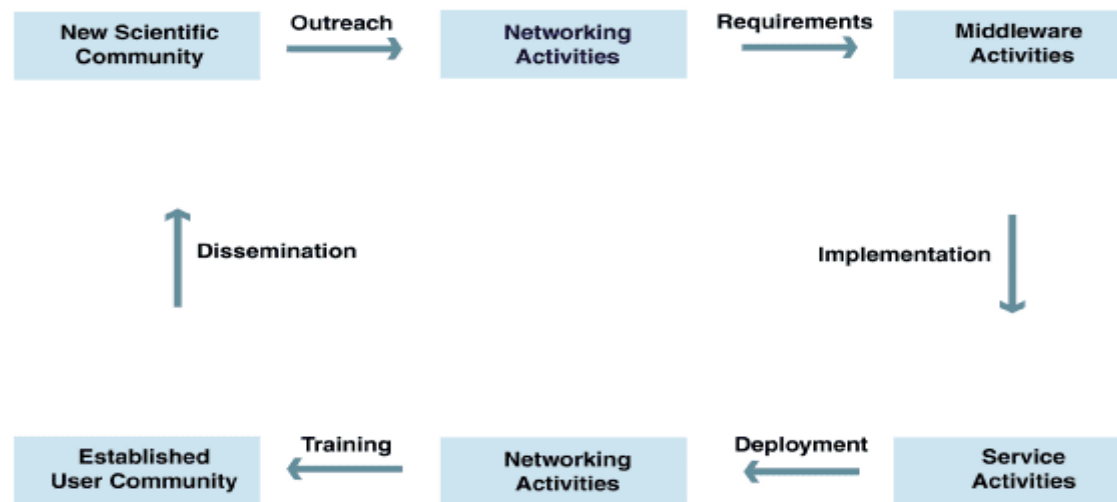 New Scientific
Community
Outreach
Networking
Activities
Requirements
Middleware
Activities
Dissemination
Implementation
Established
User Community
Training
Networking
Activities
Deployment
Service
Activities